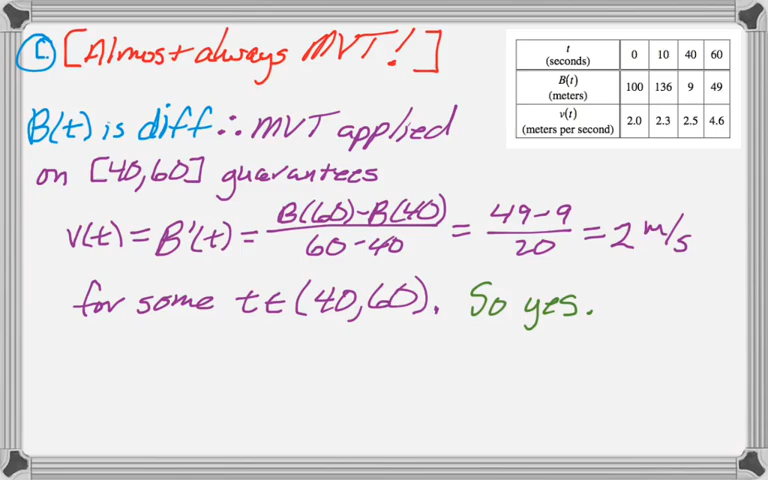 C. [Almost always MVT!]
t (seconds) 0 10 40 60
B(t) (meters) 100 136 9 49
v(t) (meters per second) 2.0 2.3 2.5 4.6
B(t) is diff ∴ MVT applied
on [40,60] guarantees
v(t) = B'(t) = (B(60)-B(40))/(60-40) = (49-9)/20 = 2 m/s
for some t∈(40,60). So yes.